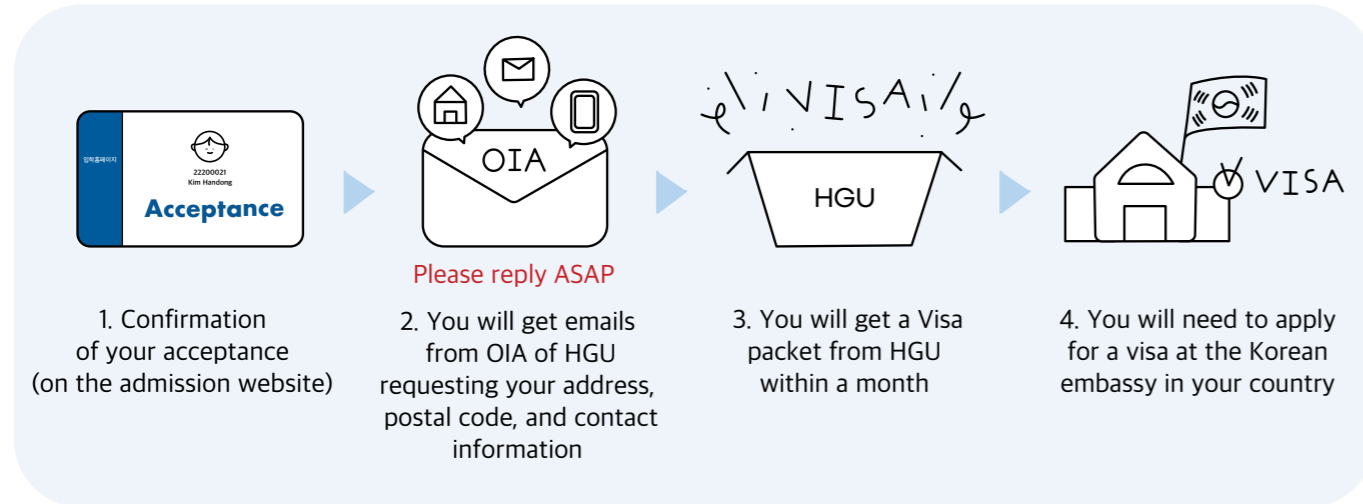 입학홈페이지
22200021
Kim Handong
Acceptance
1. Confirmation
of your acceptance
(on the admission website)
OIA
Please reply ASAP
2. You will get emails
from OIA of HGU
requesting your address,
postal code, and contact
information
VISA
HGU
3. You will get a Visa
packet from HGU
within a month
VISA
4. You will need to apply
for a visa at the Korean
embassy in your country